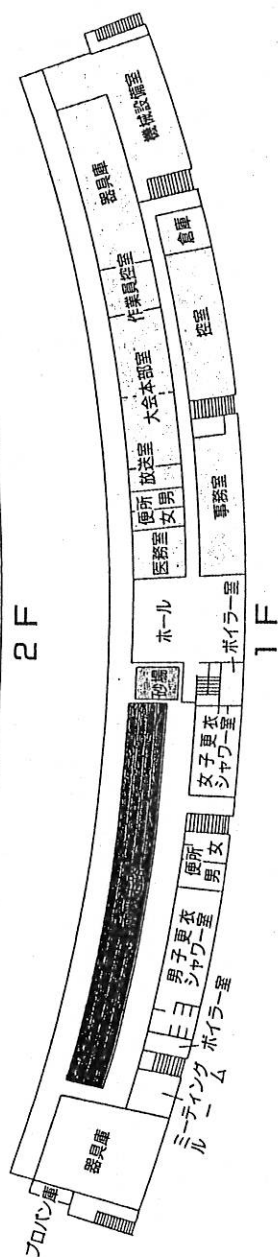 2F
プロパン庫
器具庫
ミーティング
ルーム
ボイラー室
男子更衣
シャワー室
便所
男
女
女子更衣
シャワー室
ボイラー室
砂場
ホール
医務室
便所
女
男
放送室
大会本部室
作業員控室
器具庫
機械設備室
事務室
控室
倉庫
1F